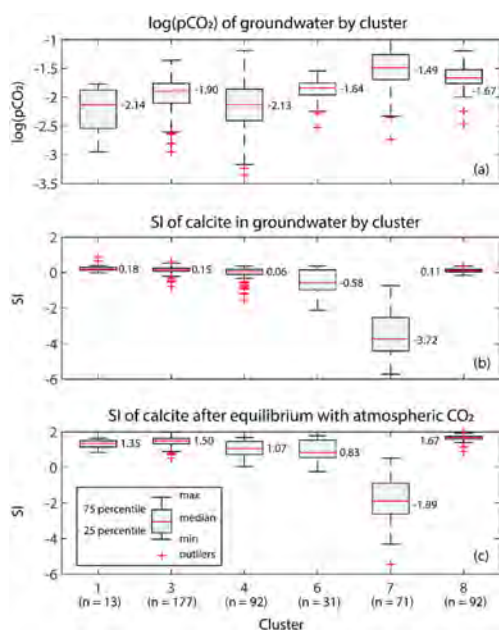 log(pCO₂) of groundwater by cluster
-1
-1.5
-2
-2.5
-3
-3.5
log(pCO₂)
-2.14
-1.90
-2.13
-1.64
-1.49
-1.67
(a)
SI of calcite in groundwater by cluster
2
0
-2
-4
-6
SI
0.18
0.15
0.06
-0.58
-3.72
0.11
(b)
SI of calcite after equilibrium with atmospheric CO₂
2
0
-2
-4
-6
SI
1.35
1.50
1.07
0.83
-1.89
1.67
(c)
75 percentile
25 percentile
max
median
min
outilers
1 3 4 6 7 8
(n = 13) (n = 177) (n = 92) (n = 31) (n = 71) (n = 92)
Cluster